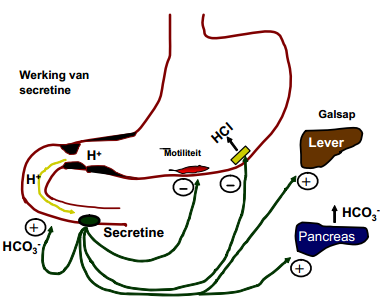 Werking van
secretine
HCl
Galsap
Lever
H⁺
Motiliteit
H⁺
+
−
−
HCO₃⁻
+
Secretine
Pancreas
HCO₃⁻
+